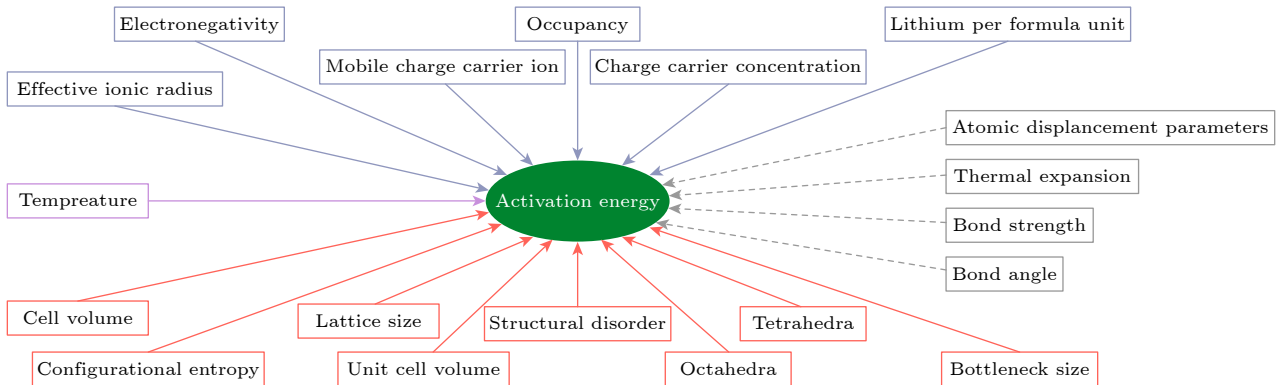 Electronegativity
Occupancy
Lithium per formula unit
Mobile charge carrier ion
Charge carrier concentration
Effective ionic radius
Atomic displancement parameters
Thermal expansion
Tempreature
Activation energy
Bond strength
Bond angle
Cell volume
Lattice size
Structural disorder
Tetrahedra
Configurational entropy
Unit cell volume
Octahedra
Bottleneck size